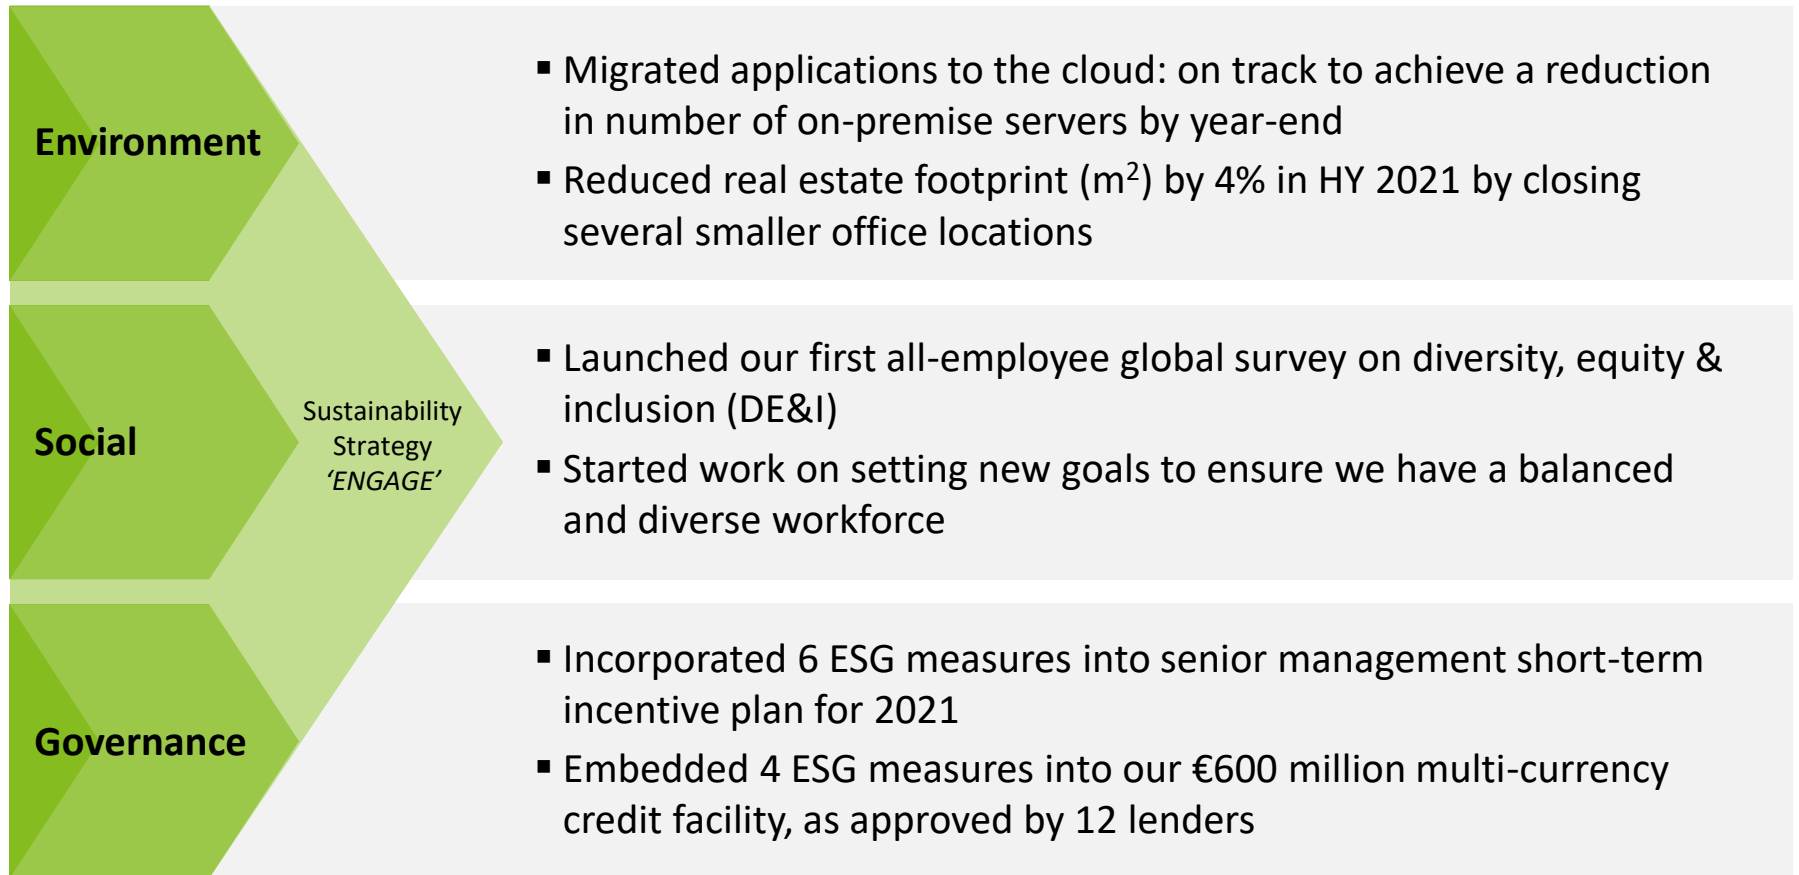 Environment
▪ Migrated applications to the cloud: on track to achieve a reduction
in number of on-premise servers by year-end
▪ Reduced real estate footprint (m²) by 4% in HY 2021 by closing
several smaller office locations
Social
Sustainability
Strategy
‘ENGAGE’
▪ Launched our first all-employee global survey on diversity, equity &
inclusion (DE&I)
▪ Started work on setting new goals to ensure we have a balanced
and diverse workforce
Governance
▪ Incorporated 6 ESG measures into senior management short-term
incentive plan for 2021
▪ Embedded 4 ESG measures into our €600 million multi-currency
credit facility, as approved by 12 lenders